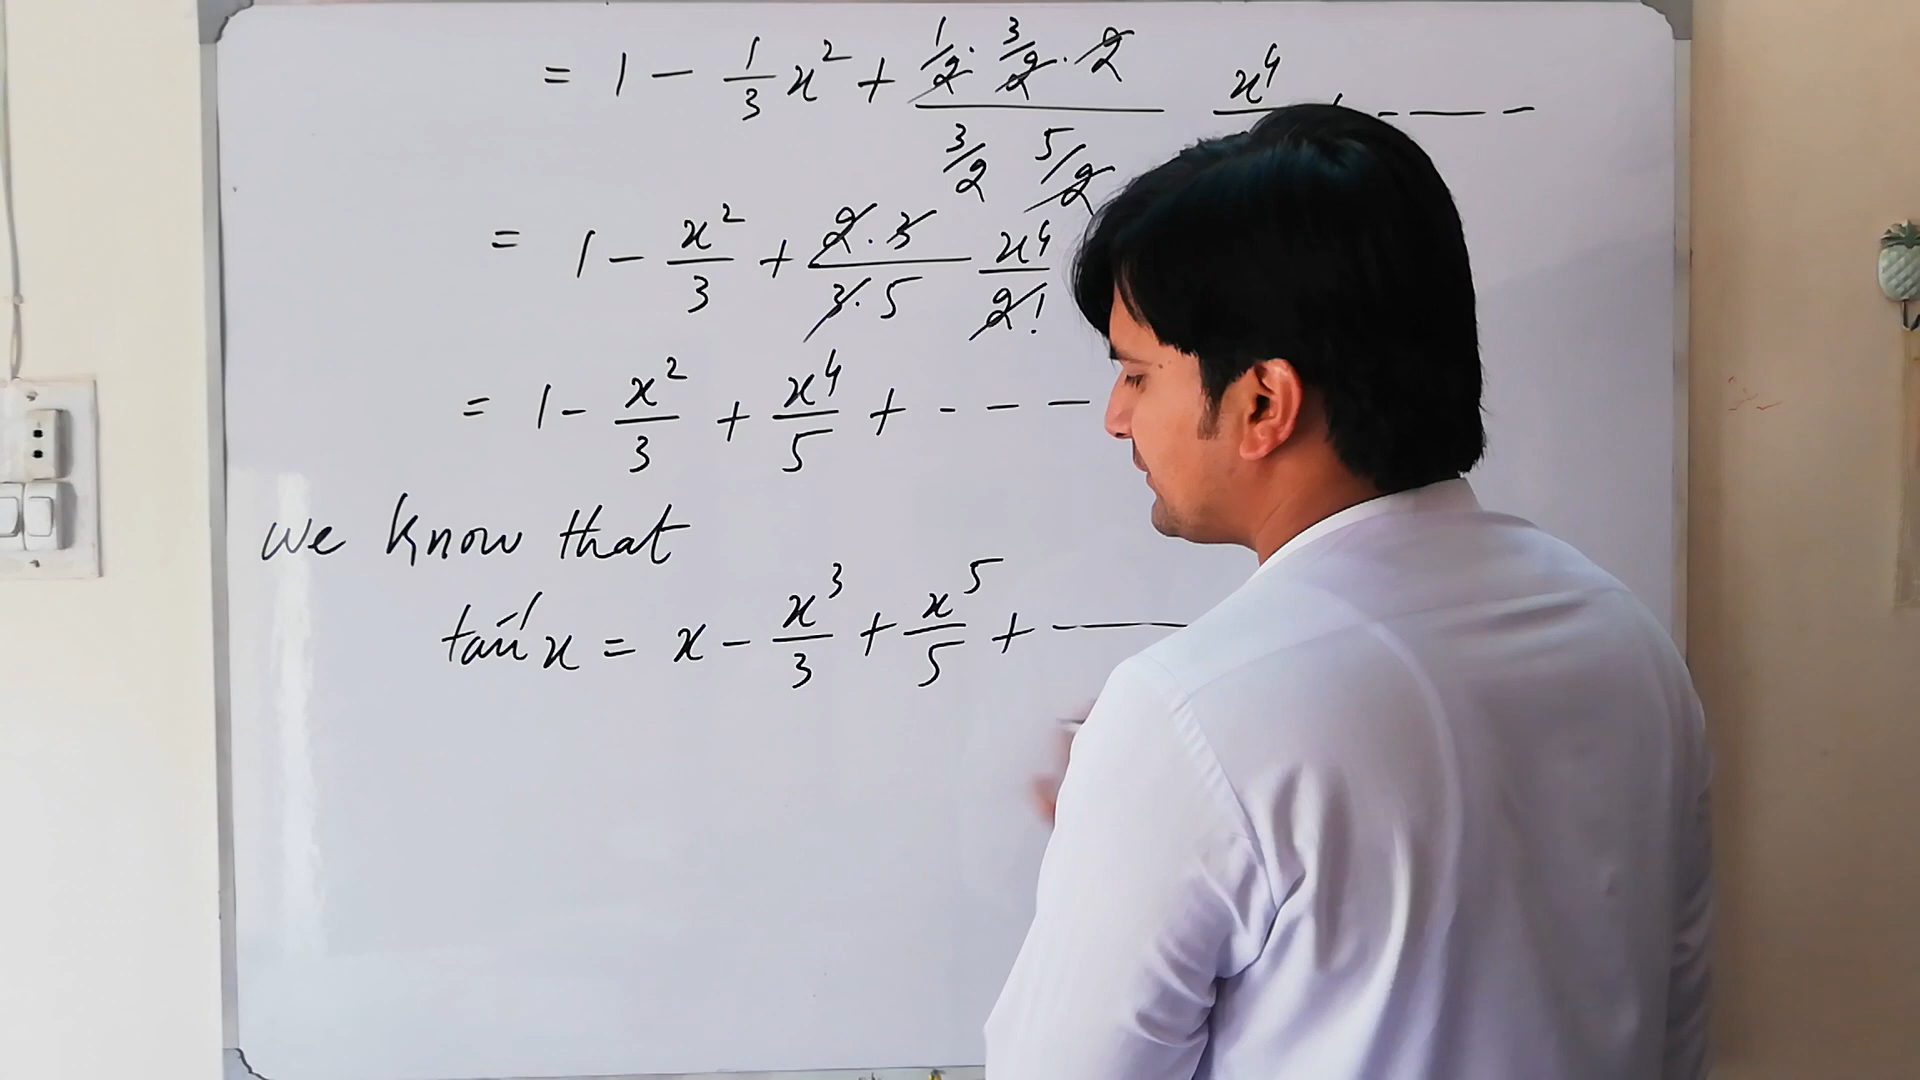 = 1 - 1/3 x² + (1/2 · 3/2 · 2)/(3/2 5/2) x⁴ + - - -
= 1 - x²/3 + (2 · 3)/(3 · 5) x⁴/2!
= 1 - x²/3 + x⁴/5 + - - -
we know that
tan⁻¹x = x - x³/3 + x⁵/5 + ---